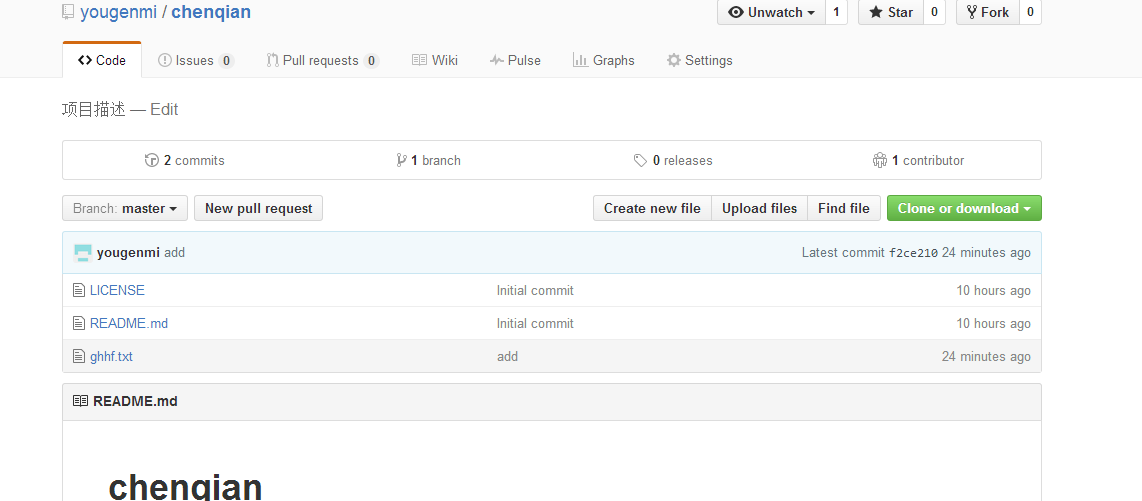 yougenmi / chenqian Unwatch 1 Star 0 Fork 0
Code Issues 0 Pull requests 0 Wiki Pulse Graphs Settings
项目描述 — Edit
2 commits 1 branch 0 releases 1 contributor
Branch: master New pull request Create new file Upload files Find file Clone or download
yougenmi add Latest commit f2ce210 24 minutes ago
LICENSE Initial commit 10 hours ago
README.md Initial commit 10 hours ago
ghhf.txt add 24 minutes ago
README.md
chenqian